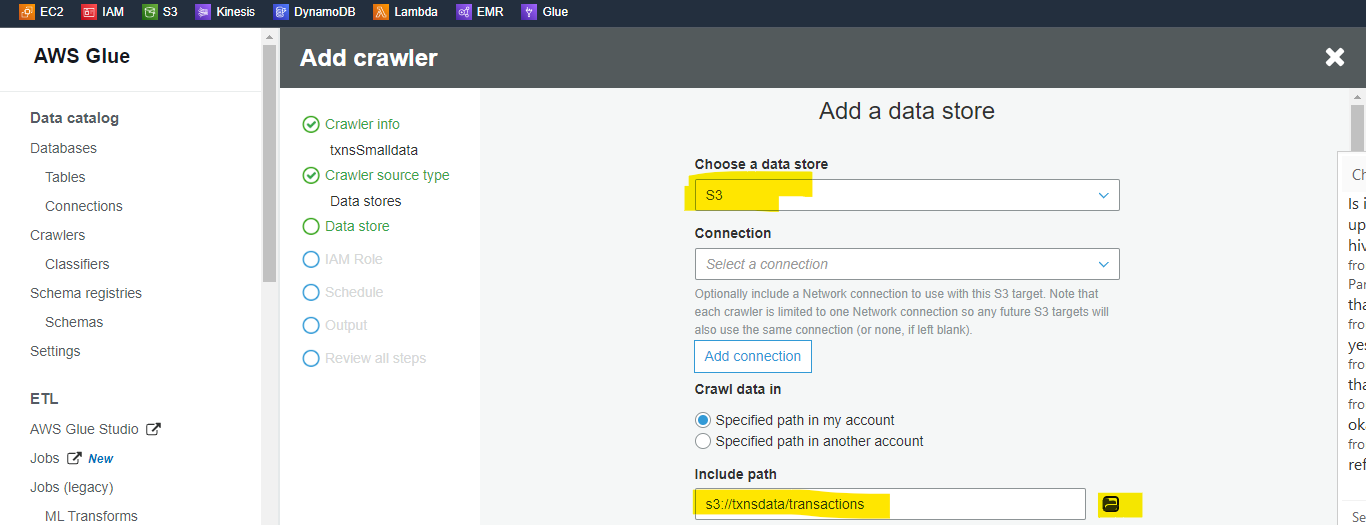 EC2 IAM S3 Kinesis DynamoDB Lambda EMR Glue
AWS Glue
Data catalog
Databases
Tables
Connections
Crawlers
Classifiers
Schema registries
Schemas
Settings
ETL
AWS Glue Studio
Jobs New
Jobs (legacy)
ML Transforms
Add crawler
Crawler info
txnsSmalldata
Crawler source type
Data stores
Data store
IAM Role
Schedule
Output
Review all steps
Add a data store
Choose a data store
S3
Connection
Select a connection
Optionally include a Network connection to use with this S3 target. Note that
each crawler is limited to one Network connection so any future S3 targets will
also use the same connection (or none, if left blank).
Add connection
Crawl data in
Specified path in my account
Specified path in another account
Include path
s3://txnsdata/transactions